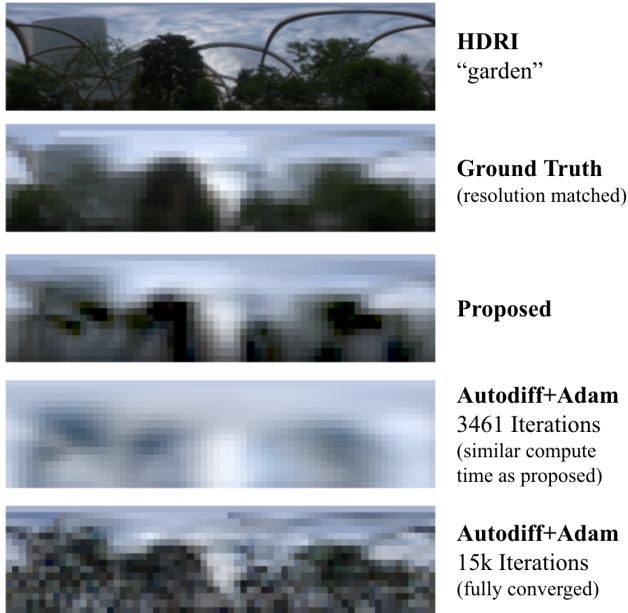 HDRI
“garden”
Ground Truth
(resolution matched)
Proposed
Autodiff+Adam
3461 Iterations
(similar compute
time as proposed)
Autodiff+Adam
15k Iterations
(fully converged)